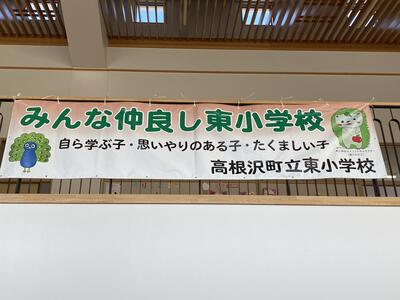 みんな仲良し東小学校
自ら学ぶ子・思いやりのある子・たくましい子
高根沢町立東小学校